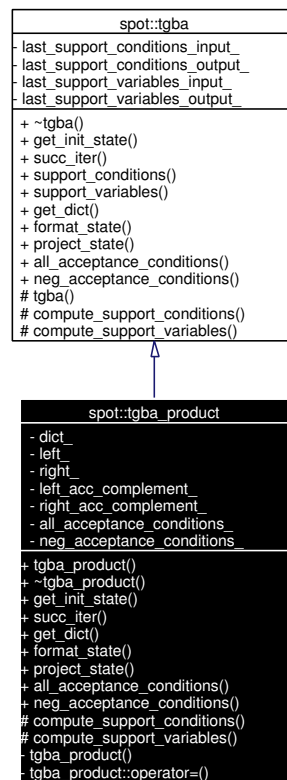 spot::tgba
- last_support_conditions_input_
- last_support_conditions_output_
- last_support_variables_input_
- last_support_variables_output_
+ ~tgba()
+ get_init_state()
+ succ_iter()
+ support_conditions()
+ support_variables()
+ get_dict()
+ format_state()
+ project_state()
+ all_acceptance_conditions()
+ neg_acceptance_conditions()
# tgba()
# compute_support_conditions()
# compute_support_variables()
spot::tgba_product
- dict_
- left_
- right_
- left_acc_complement_
- right_acc_complement_
- all_acceptance_conditions_
- neg_acceptance_conditions_
+ tgba_product()
+ ~tgba_product()
+ get_init_state()
+ succ_iter()
+ get_dict()
+ format_state()
+ project_state()
+ all_acceptance_conditions()
+ neg_acceptance_conditions()
# compute_support_conditions()
# compute_support_variables()
- tgba_product()
- tgba_product::operator=()